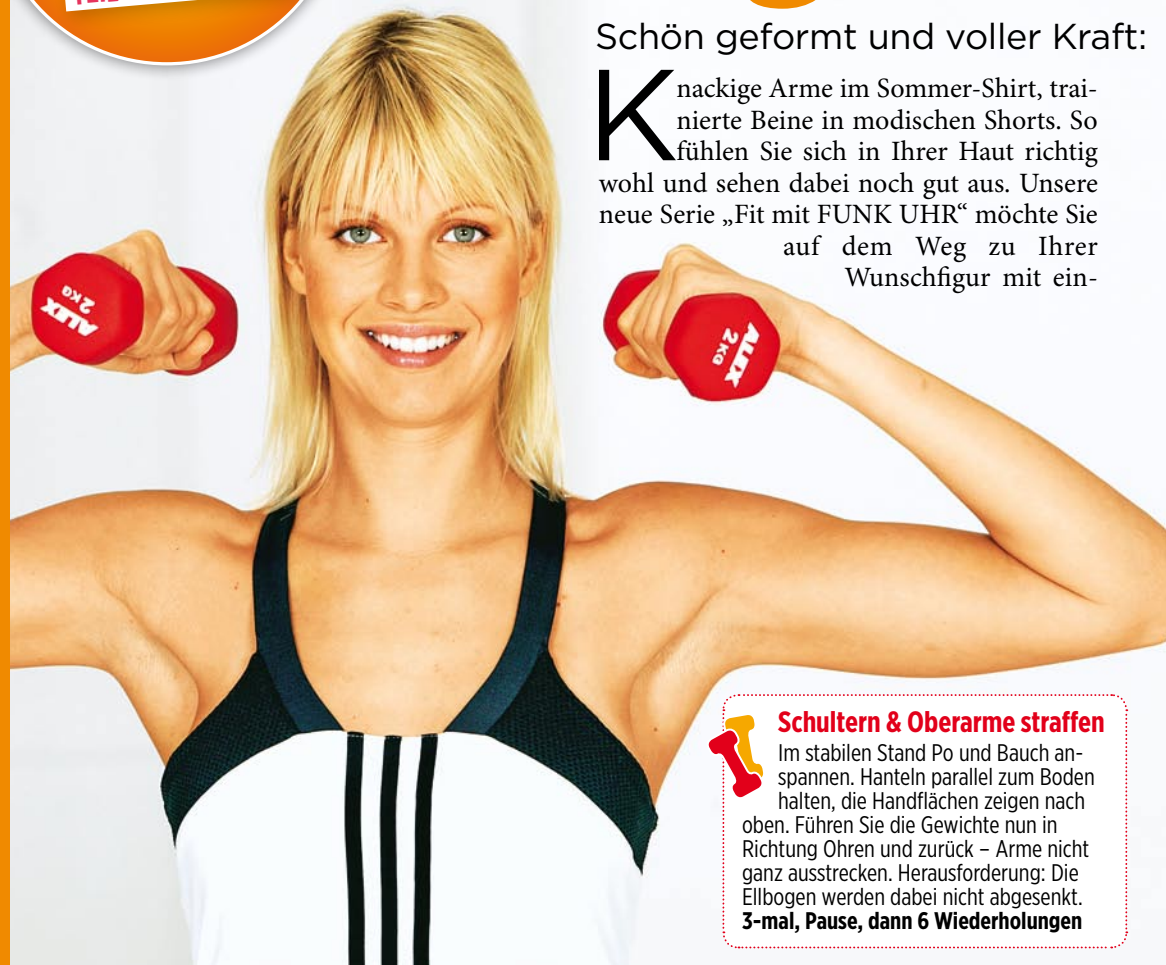 Schön geformt und voller Kraft:
Knackige Arme im Sommer-Shirt, trai-
nierte Beine in modischen Shorts. So
fühlen Sie sich in Ihrer Haut richtig
wohl und sehen dabei noch gut aus. Unsere
neue Serie „Fit mit FUNK UHR“ möchte Sie
auf dem Weg zu Ihrer
Wunschfigur mit ein-
ALEX
2 KG
ALEX
2 KG
Schultern & Oberarme straffen
Im stabilen Stand Po und Bauch an-
spannen. Hanteln parallel zum Boden
halten, die Handflächen zeigen nach
oben. Führen Sie die Gewichte nun in
Richtung Ohren und zurück – Arme nicht
ganz ausstrecken. Herausforderung: Die
Ellbogen werden dabei nicht abgesenkt.
3-mal, Pause, dann 6 Wiederholungen